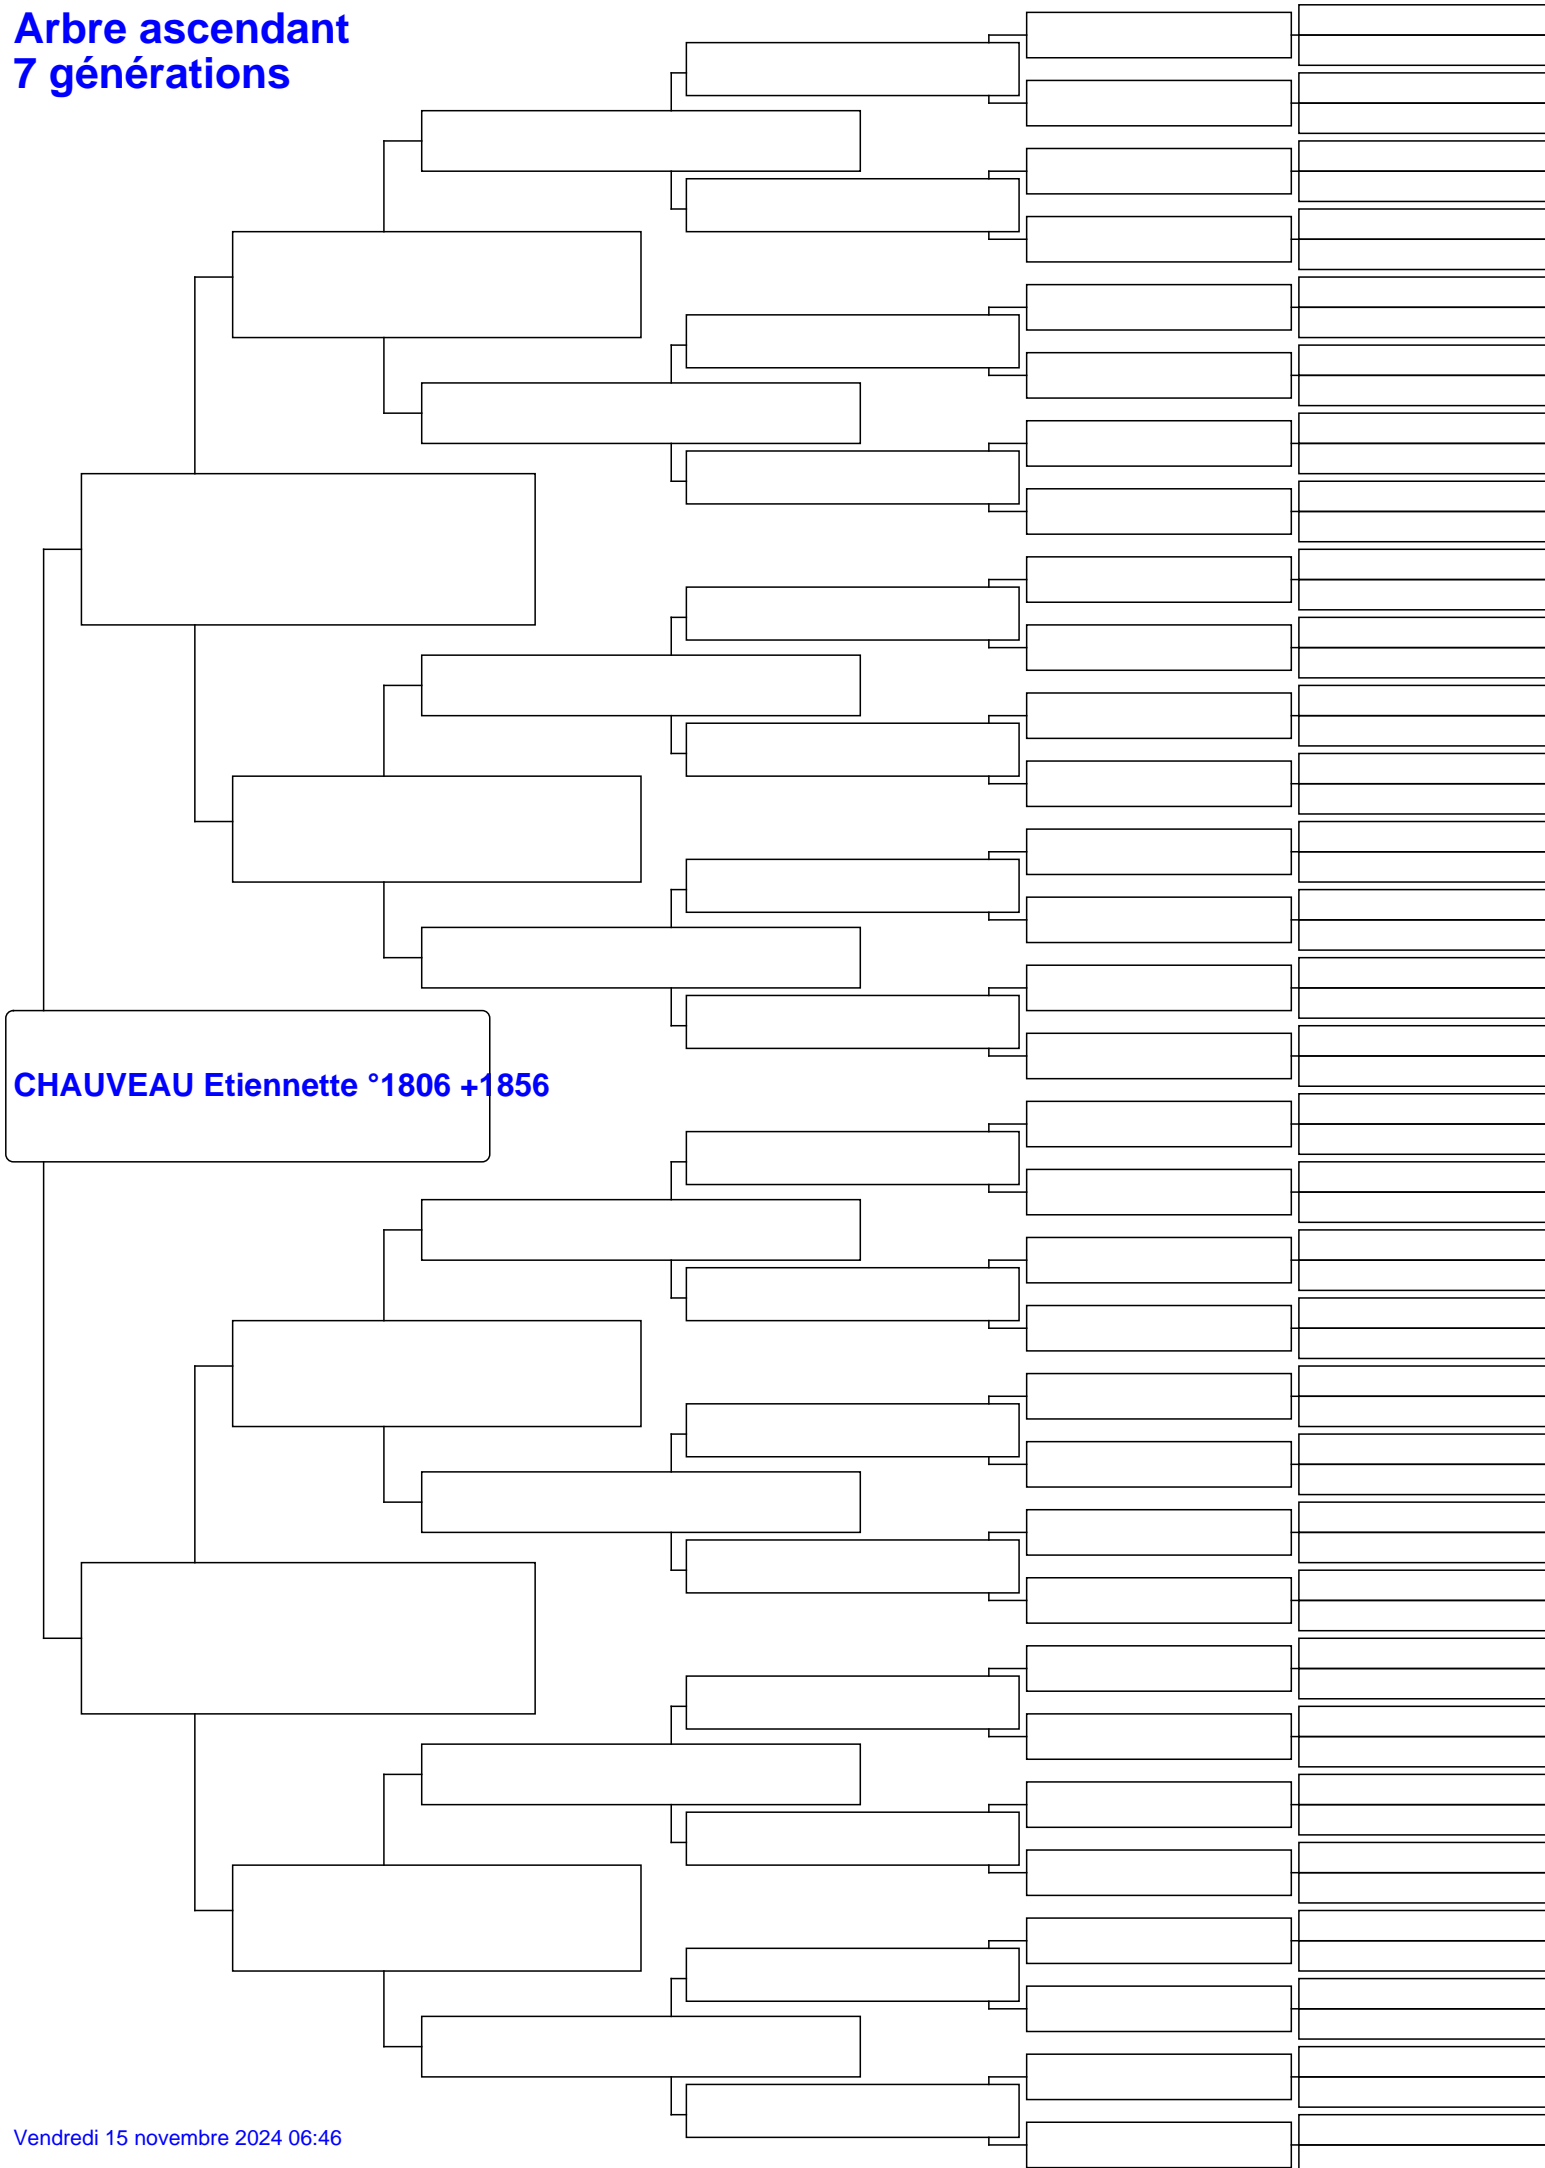 Arbre ascendant
7 générations
CHAUVEAU Etiennette °1806 +1856
Vendredi 15 novembre 2024 06:46